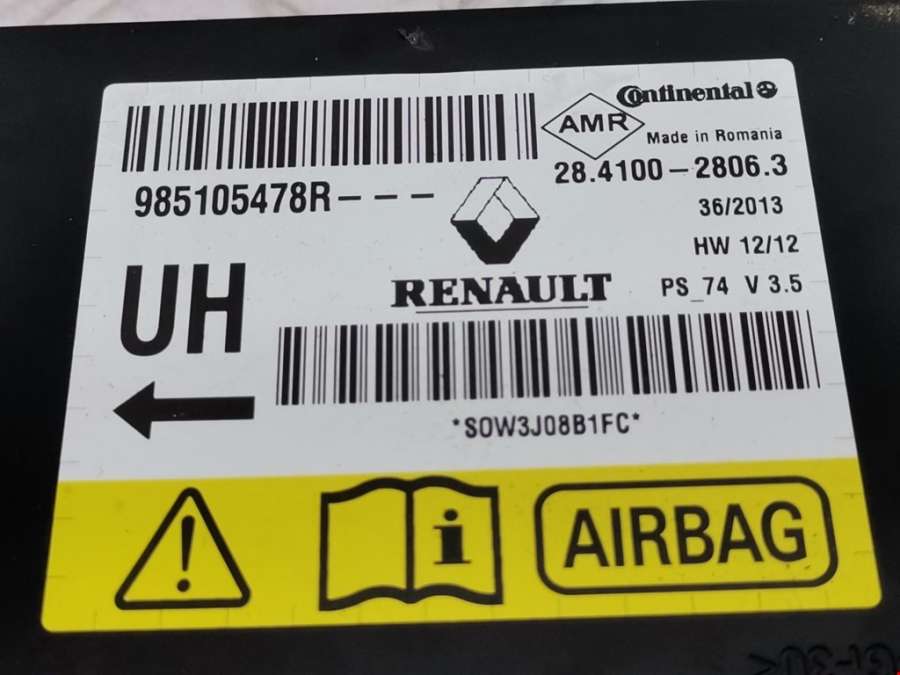 Continental
AMR
Made in Romania
985105478R---
28.4100-2806.3
36/2013
HW 12/12
RENAULT
PS_74 V 3.5
UH
*S0W3J08B1FC*
i
AIRBAG